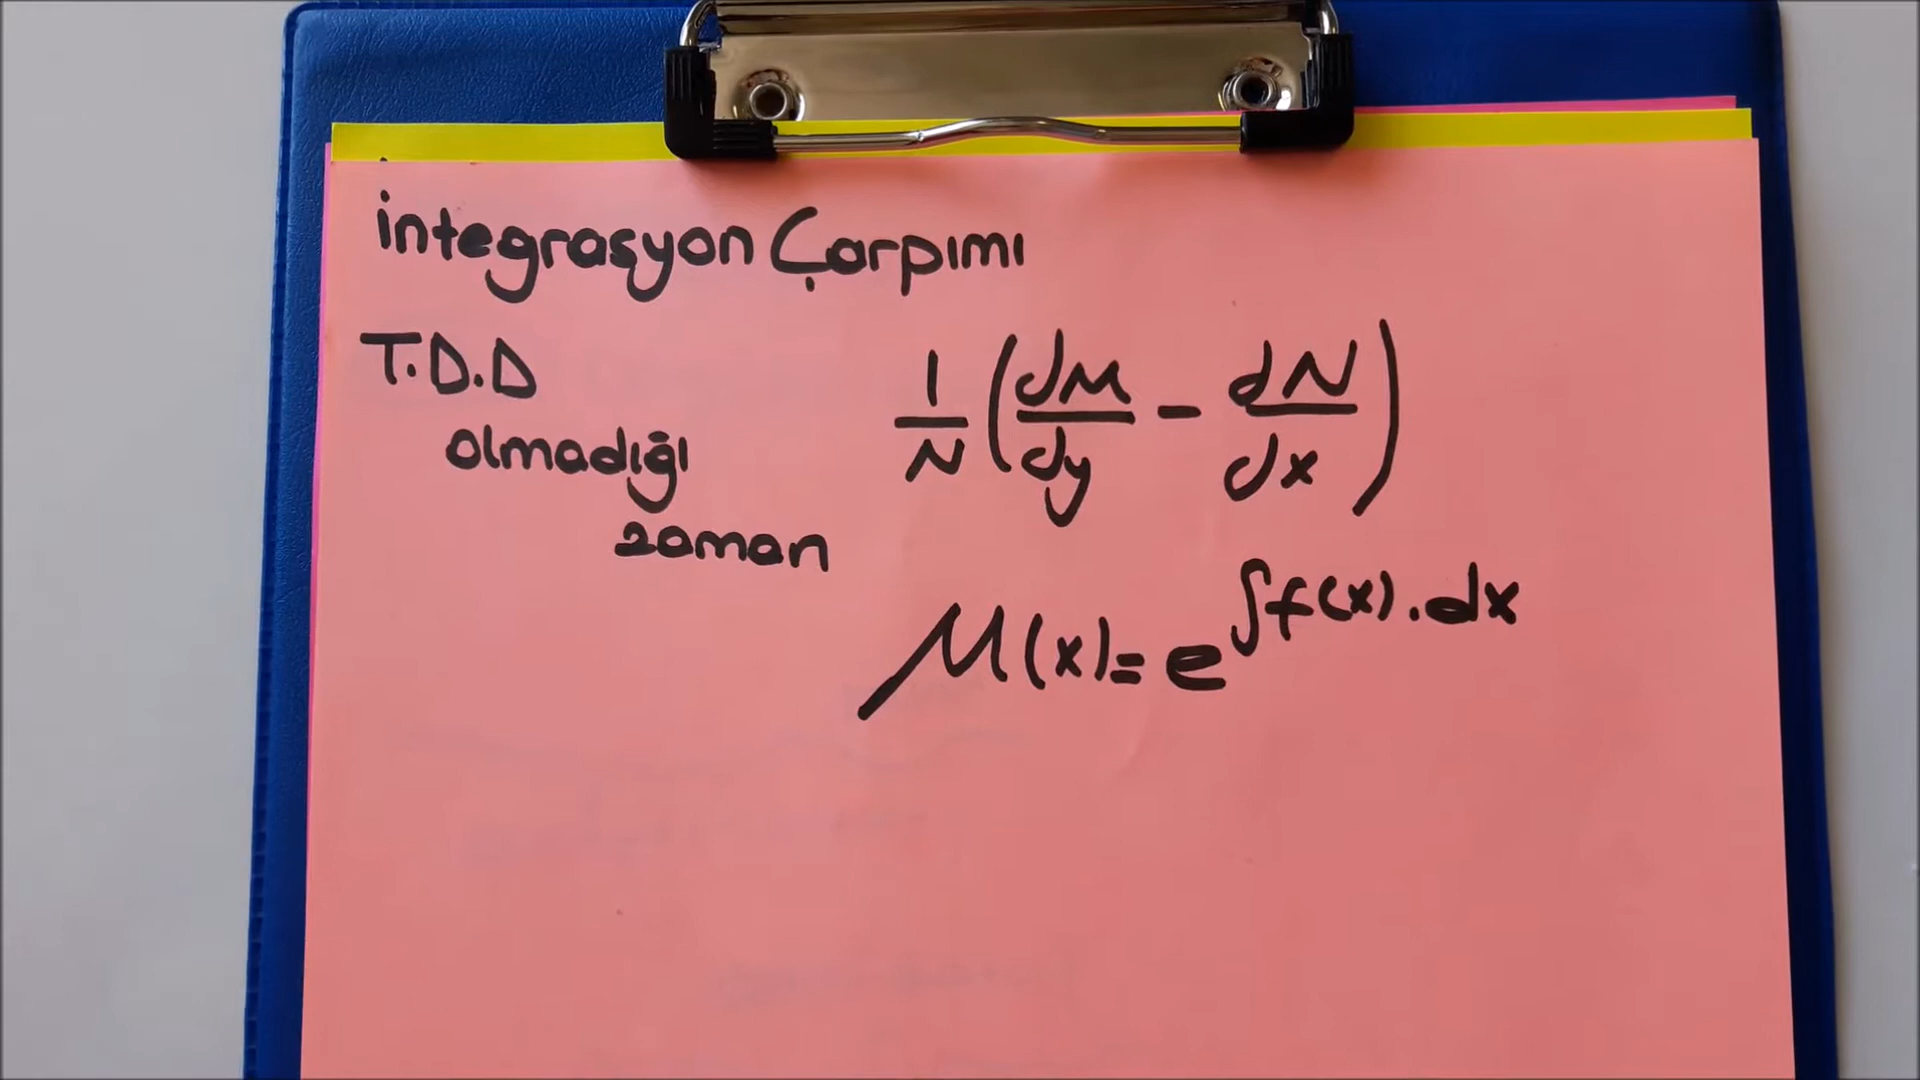 integrasyon Çarpımı
T.D.D
olmadığı
zaman
1/N (dM/dy - dN/dx)
μ(x)= e^∫f(x).dx